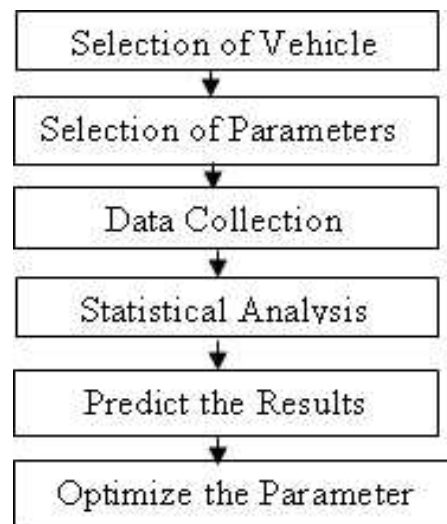 Selection of Vehicle
Selection of Parameters
Data Collection
Statistical Analysis
Predict the Results
Optimize the Parameter